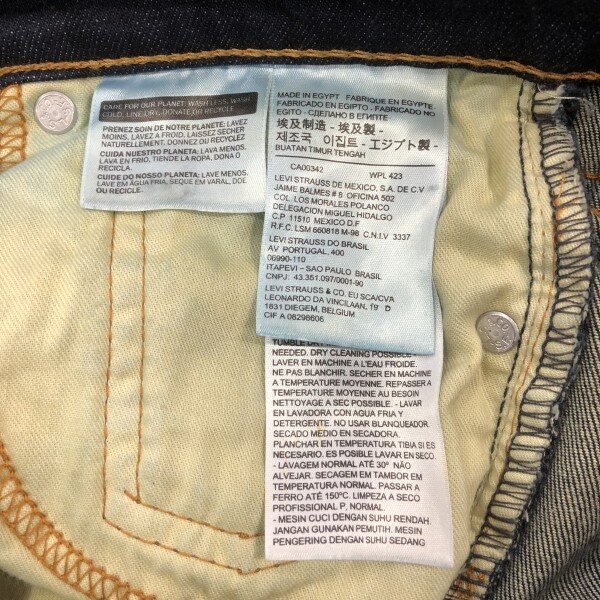 CARE FOR OUR PLANET: WASH LESS, WASH
COLD, LINE DRY, DONATE OR RECYCLE
PRENEZ SOIN DE NOTRE PLANETE: LAVEZ
MOINS, LAVEZ A FROID, LAISSEZ SECHER
NATURELLEMENT, DONNEZ OU RECYCLEZ
CUIDA NUESTRO PLANETA: LAVA MENOS,
LAVA EN FRIO, TIENDE LA ROPA, DONA O
RECICLA.
CUIDE DO NOSSO PLANETA: LAVE MENOS,
LAVE EM ÁGUA FRIA, SEQUE EM VARAL, DOE
OU RECICLE.
MADE IN EGYPT FABRIQUE EN EGYPTE
FABRICADO EN EGIPTO - FABRICADO NO
EGITO - СДЕЛАНО В ЕГИПТЕ
埃及制造 - 埃及製 -
제조국 이집트 - エジプト製 -
BUATAN TIMUR TENGAH
CA00342 WPL 423
LEVI STRAUSS DE MEXICO, S.A. DE C.V
JAIME BALMES # 8 OFICINA 502
COL. LOS MORALES POLANCO
DELEGACION MIGUEL HIDALGO
C.P 11510 MEXICO D.F
R.F.C. LSM 660818 M-98 C.N.I.V 3337
LEVI STRAUSS DO BRASIL
AV PORTUGAL, 400
06990-110
ITAPEVI – SAO PAULO BRASIL
CNPJ: 43.351.097/0001-90
LEVI STRAUSS & CO. EU SCA/CVA
LEONARDO DA VINCILAAN, 19 D
1831 DIEGEM, BELGIUM
CIF A 08298606
TUMBLE DRY
NEEDED. DRY CLEANING POSSIBLE -
LAVER EN MACHINE A L'EAU FROIDE.
NE PAS BLANCHIR. SECHER EN MACHINE
A TEMPERATURE MOYENNE. REPASSER A
TEMPERATURE MOYENNE AU BESOIN
NETTOYAGE A SEC POSSIBLE. - LAVAR
EN LAVADORA CON AGUA FRIA Y
DETERGENTE. NO USAR BLANQUEADOR.
SECADO MEDIO EN SECADORA.
PLANCHAR EN TEMPERATURA TIBIA SI ES
NECESARIO. ES POSIBLE LAVAR EN SECO.
- LAVAGEM NORMAL ATÉ 30° NÃO
ALVEJAR. SECAGEM EM TAMBOR EM
TEMPERATURA NORMAL. PASSAR A
FERRO ATÉ 150°C. LIMPEZA A SECO
PROFISSIONAL P, NORMAL.
- MESIN CUCI DENGAN SUHU RENDAH.
JANGAN GUNAKAN PEMUTIH. MESIN
PENGERING DENGAN SUHU SEDANG